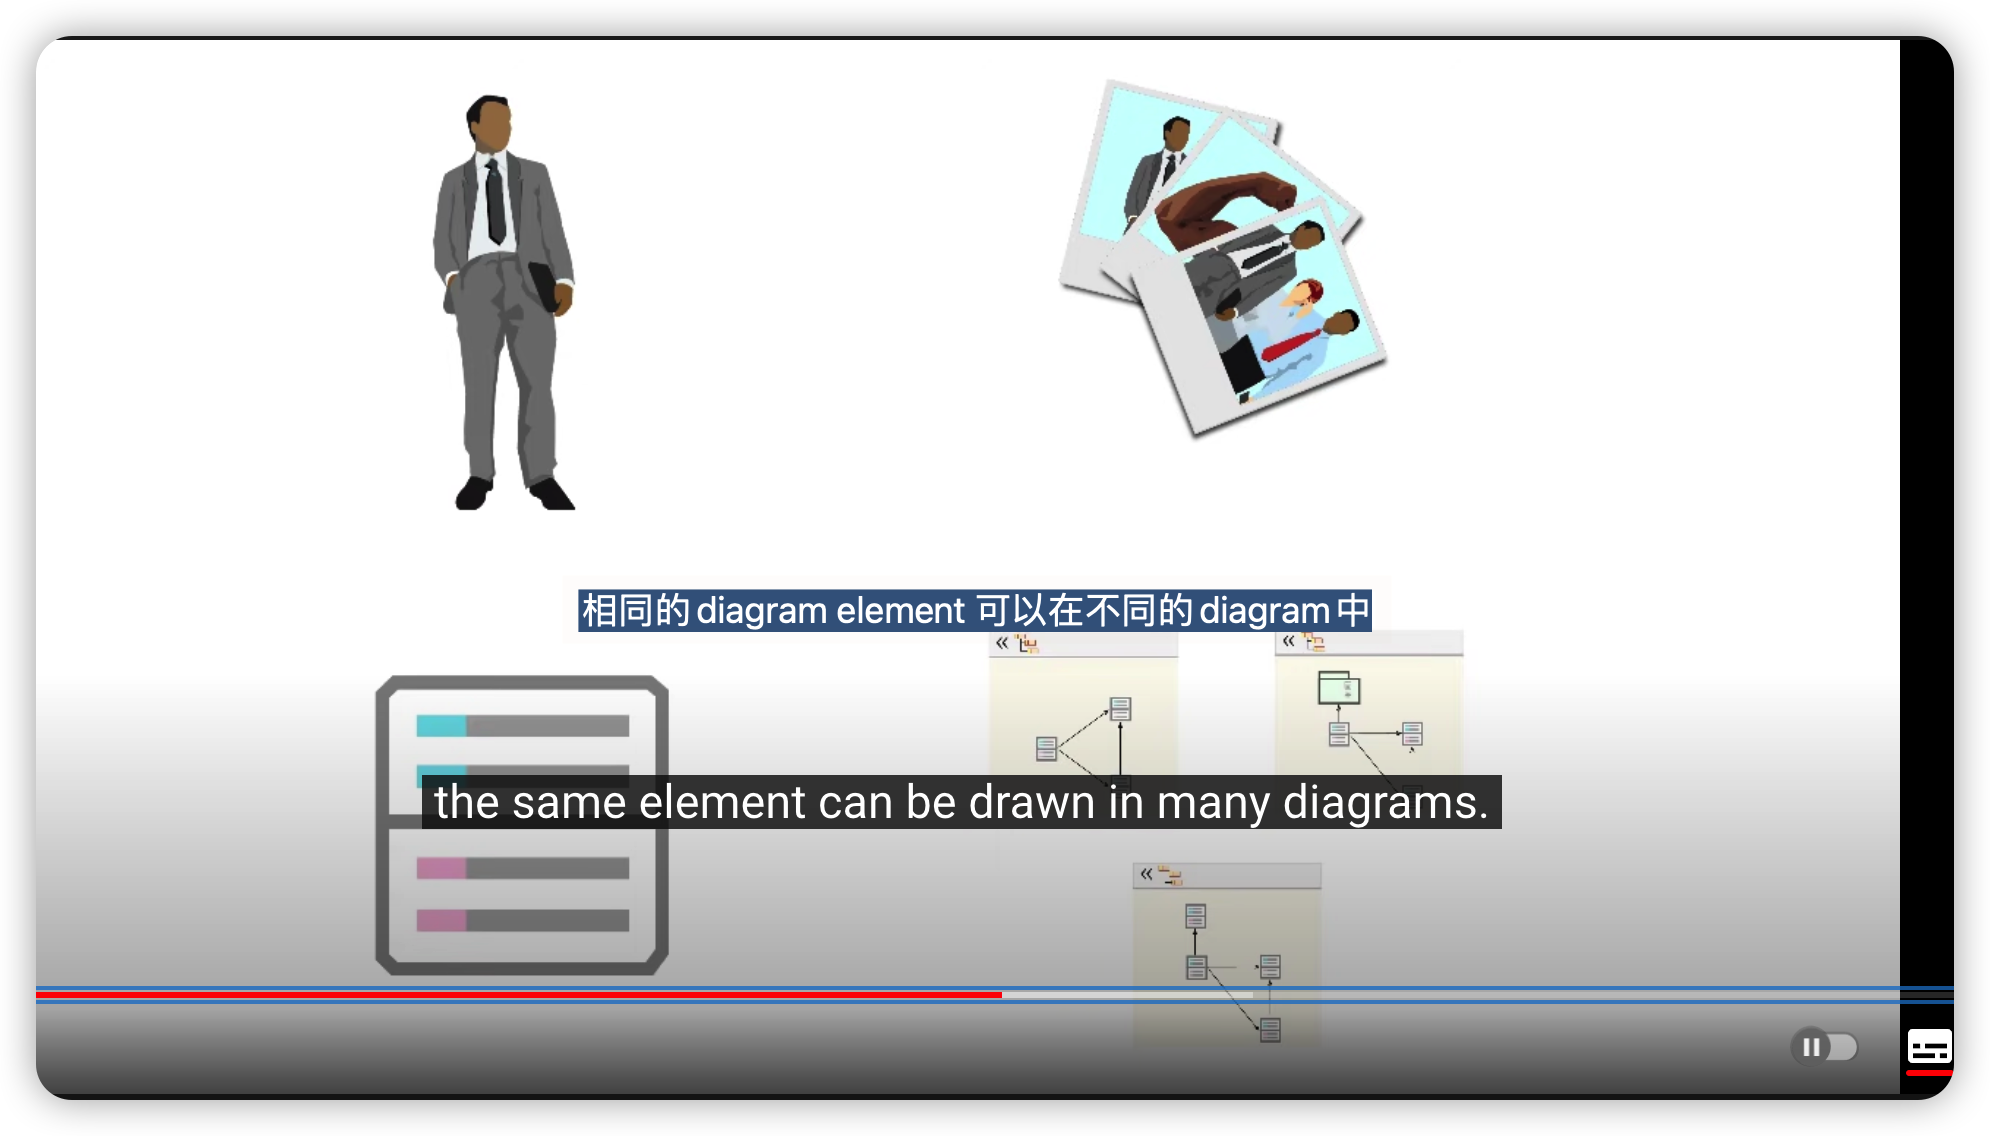 相同的 diagram element 可以在不同的 diagram 中
the same element can be drawn in many diagrams.